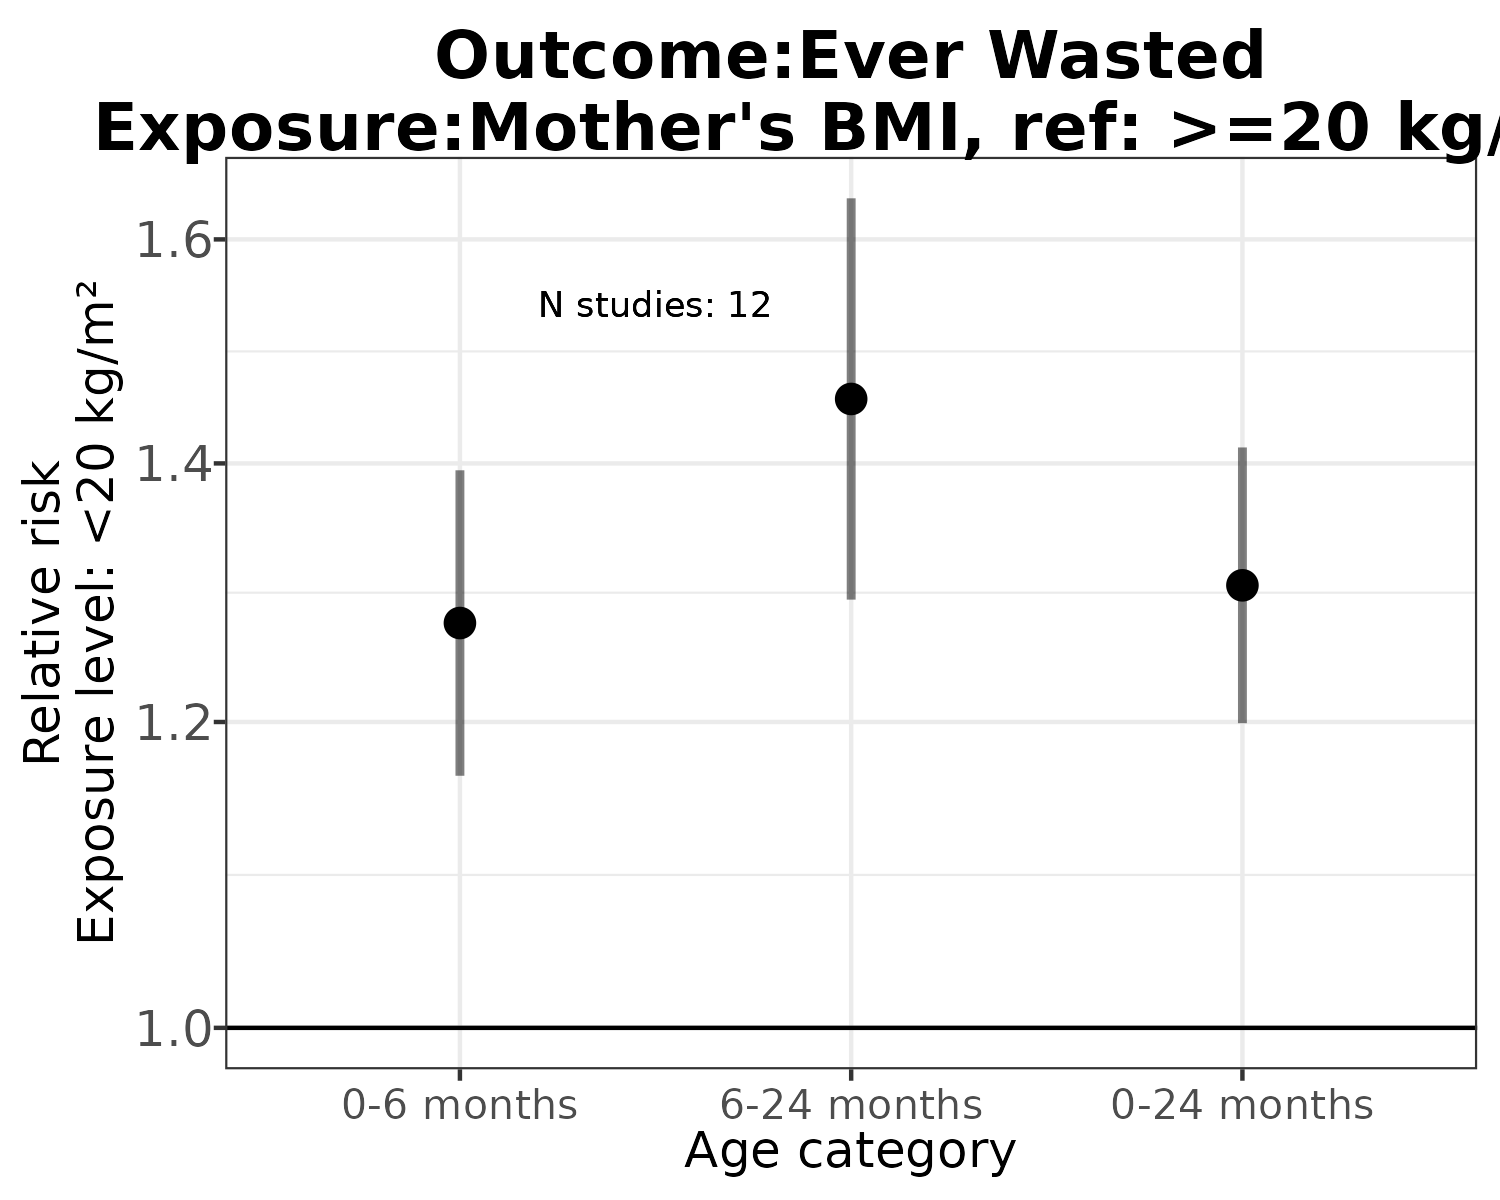 Outcome:Ever Wasted
Exposure:Mother's BMI, ref: >=20 kg/
1.6
1.4
1.2
1.0
Relative risk
Exposure level: <20 kg/m²
N studies: 12
0-6 months
6-24 months
0-24 months
Age category